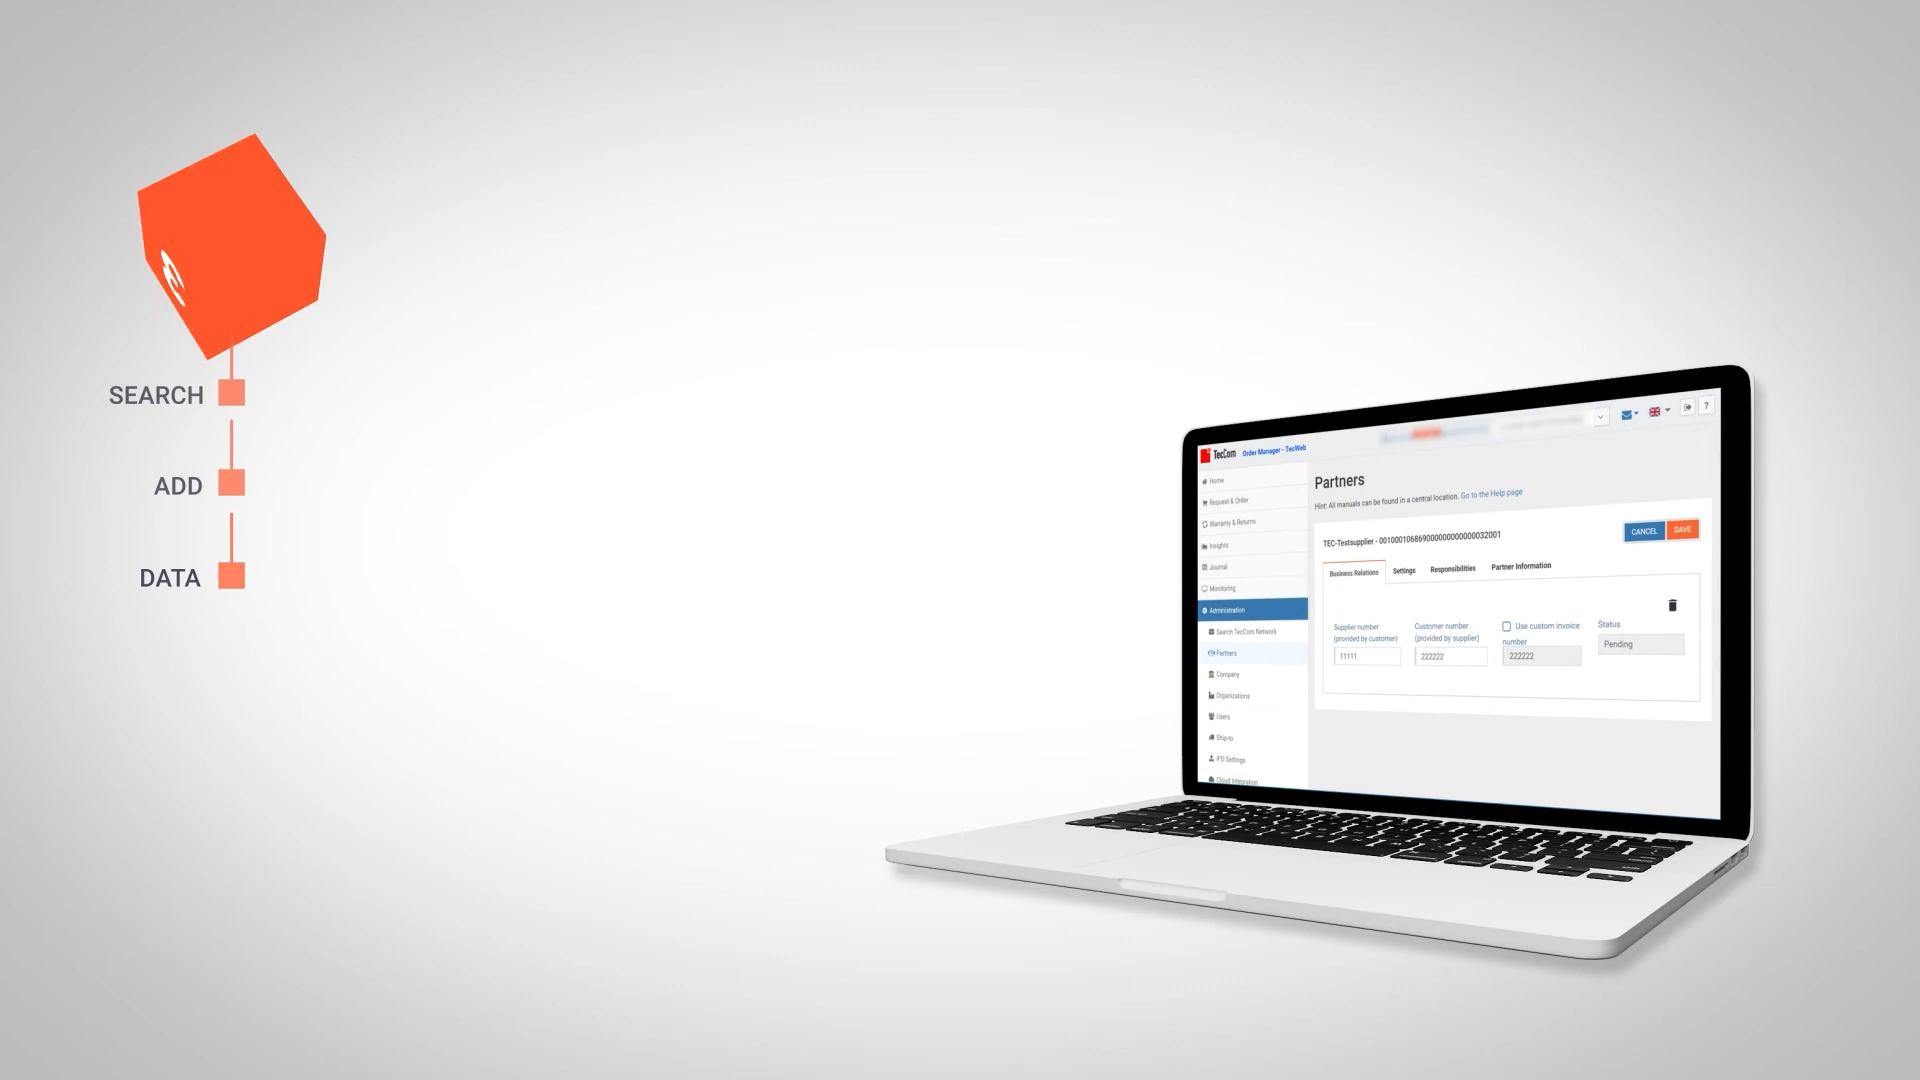 SEARCH
ADD
DATA
TecCom
Order Manager - TecWeb
?
Home
Request & Order
Warranty & Returns
Insights
Journal
Monitoring
Administration
Search TecCom Network
Partners
Company
Organizations
Users
Ship-to
IFD Settings
Cloud Integration
Partners
Hint: All manuals can be found in a central location. Go to the Help page
CANCEL SAVE
Business Relations Settings Responsibilities Partner Information
Supplier number
(provided by customer)
11111
Customer number
(provided by supplier)
222222
Use custom invoice
number
222222
Status
Pending